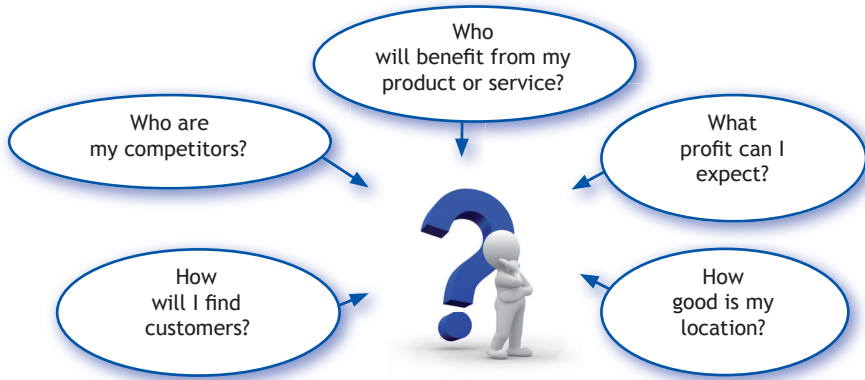 Who
will benefit from my
product or service?
Who are
my competitors?
What
profit can I
expect?
How
will I find
customers?
How
good is my
location?